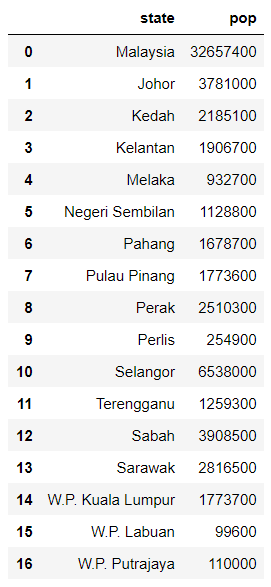 state pop
0 Malaysia 32657400
1 Johor 3781000
2 Kedah 2185100
3 Kelantan 1906700
4 Melaka 932700
5 Negeri Sembilan 1128800
6 Pahang 1678700
7 Pulau Pinang 1773600
8 Perak 2510300
9 Perlis 254900
10 Selangor 6538000
11 Terengganu 1259300
12 Sabah 3908500
13 Sarawak 2816500
14 W.P. Kuala Lumpur 1773700
15 W.P. Labuan 99600
16 W.P. Putrajaya 110000